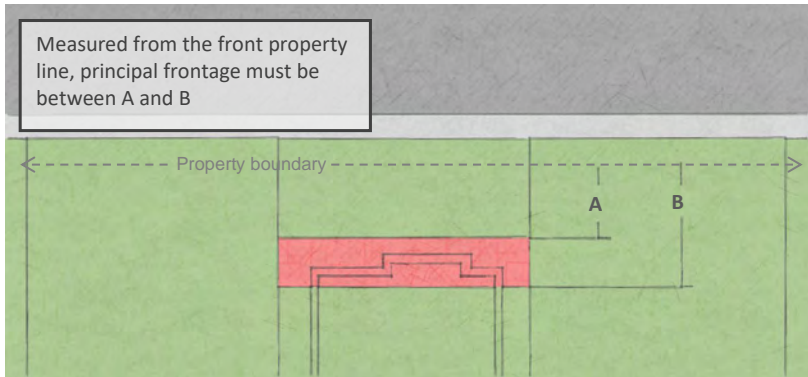 Measured from the front property
line, principal frontage must be
between A and B
Property boundary
A
B